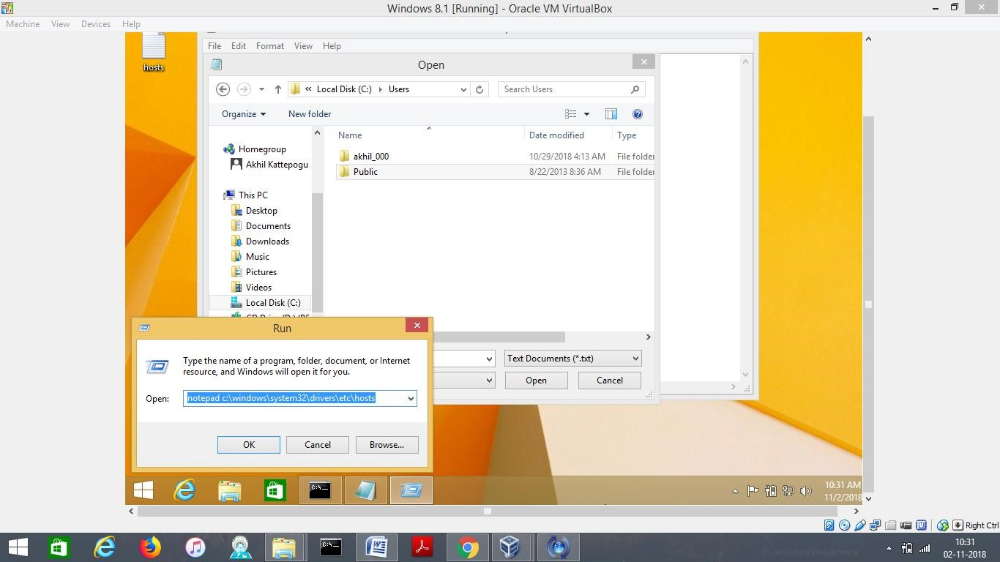 Windows 8.1 [Running] - Oracle VM VirtualBox
Machine View Devices Help
hosts
File Edit Format View Help
Open
« Local Disk (C:) Users
Search Users
Organize New folder
Name Date modified Type
Homegroup
Akhil Kattepogu
This PC
Desktop
Documents
Downloads
Music
Pictures
Videos
Local Disk (C:)
akhil_000 10/29/2018 4:13 AM File folder
Public 8/22/2013 8:36 AM File folder
Text Documents (*.txt)
Open Cancel
Run
Type the name of a program, folder, document, or Internet
resource, and Windows will open it for you.
Open: notepad c:\windows\system32\drivers\etc\hosts
OK Cancel Browse...
C:\_
10:31 AM
11/2/2018
Right Ctrl
C:\_
10:31
02-11-2018
b.koppdelaney